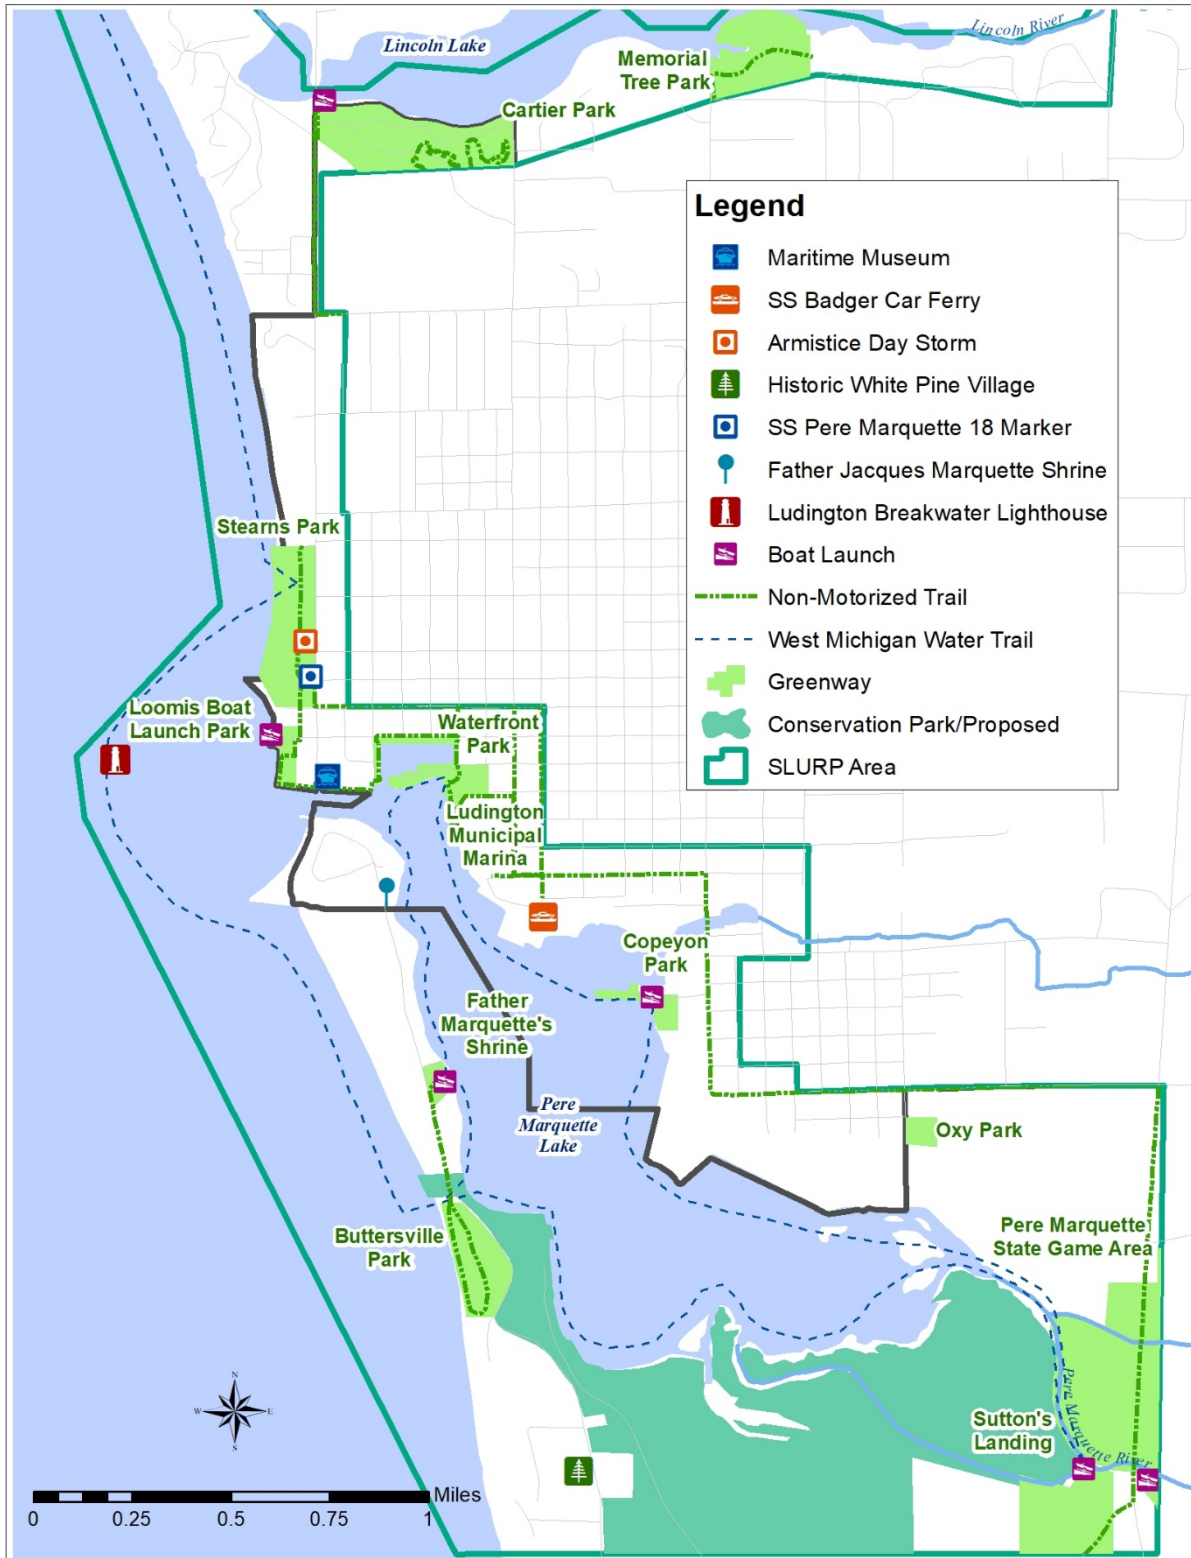 Lincoln Lake
Lincoln River
Memorial
Tree Park
Cartier Park
Legend
Maritime Museum
SS Badger Car Ferry
Armistice Day Storm
Historic White Pine Village
SS Pere Marquette 18 Marker
Father Jacques Marquette Shrine
Ludington Breakwater Lighthouse
Boat Launch
Non-Motorized Trail
West Michigan Water Trail
Greenway
Conservation Park/Proposed
SLURP Area
Stearns Park
Loomis Boat
Launch Park
Waterfront
Park
Ludington
Municipal
Marina
Copeyon
Park
Father
Marquette's
Shrine
Pere
Marquette
Lake
Oxy Park
Buttersville
Park
Pere Marquette
State Game Area
Sutton's
Landing
Pere Marquette River
N
W E
S
Miles
0 0.25 0.5 0.75 1